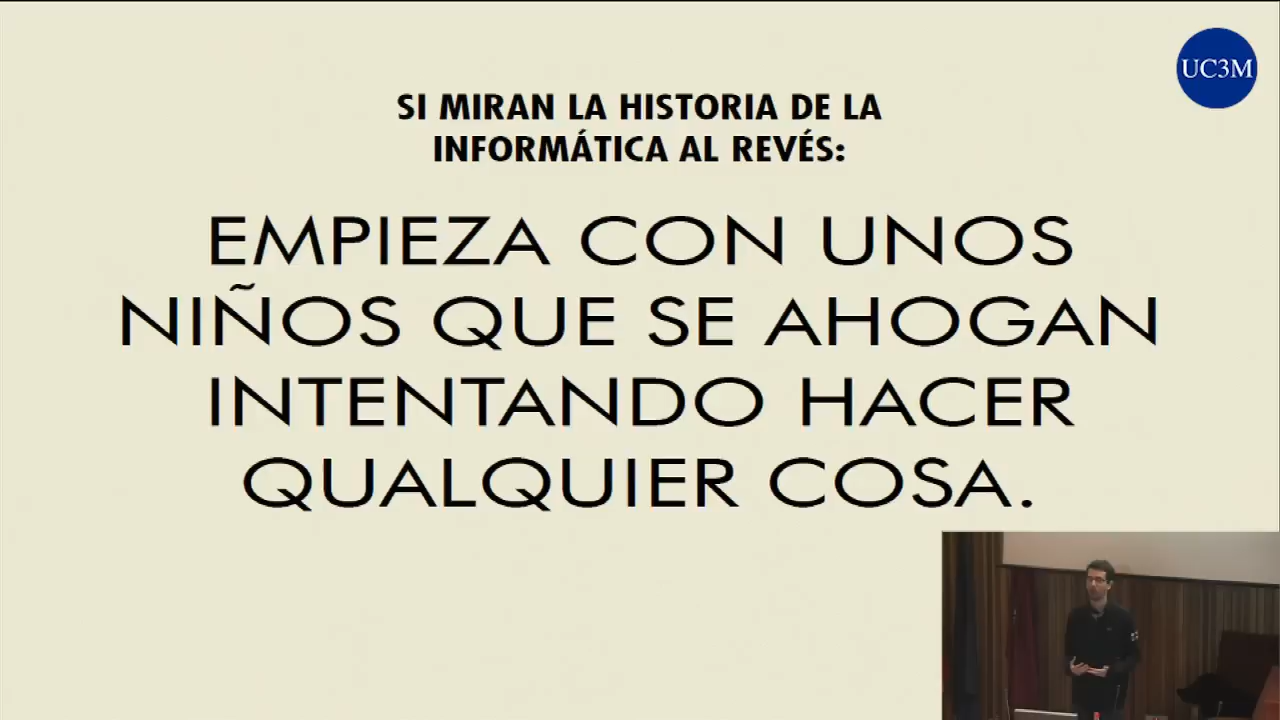 UC3M
SI MIRAN LA HISTORIA DE LA
INFORMÁTICA AL REVÉS:
EMPIEZA CON UNOS
NIÑOS QUE SE AHOGAN
INTENTANDO HACER
QUALQUIER COSA.